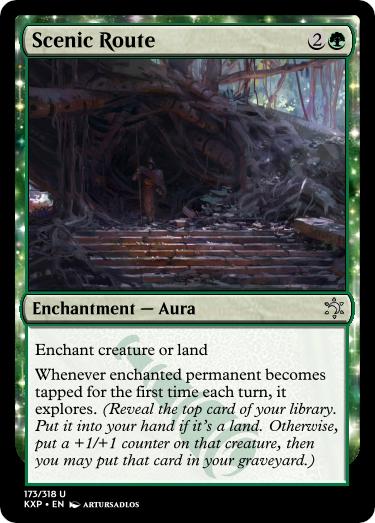 Scenic Route 2
Enchantment — Aura
Enchant creature or land
Whenever enchanted permanent becomes
tapped for the first time each turn, it
explores. (Reveal the top card of your library.
Put it into your hand if it's a land. Otherwise,
put a +1/+1 counter on that creature, then
you may put that card in your graveyard.)
173/318 U
KXP • EN ARTURSADLOS